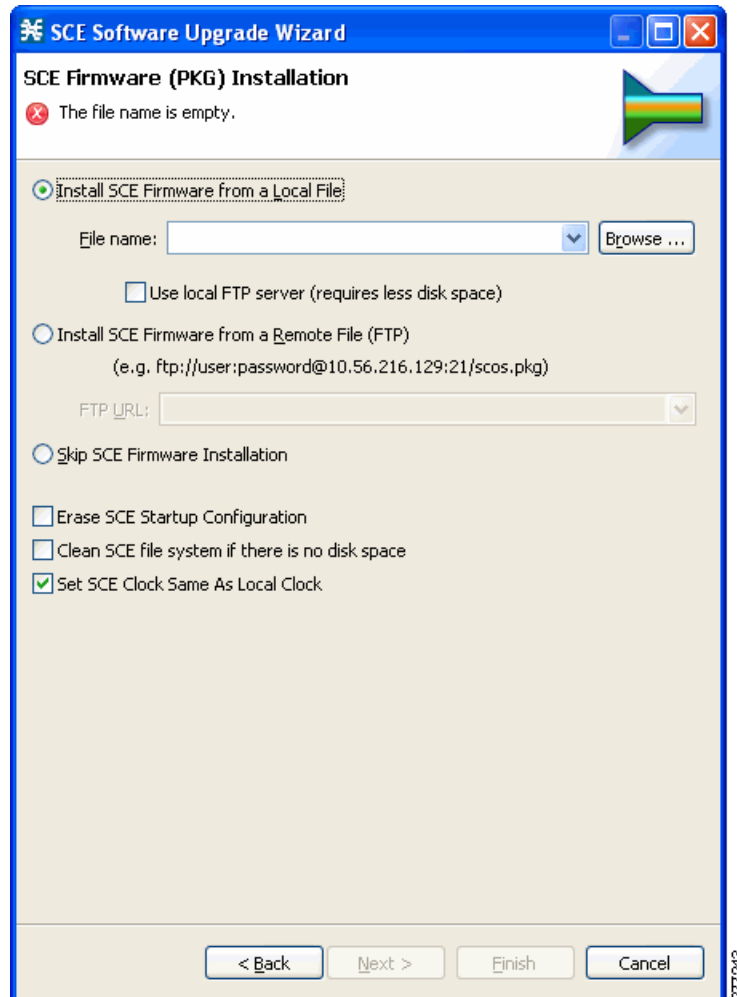 SCE Software Upgrade Wizard
SCE Firmware (PKG) Installation
The file name is empty.
Install SCE Firmware from a Local File
File name:
Browse ...
Use local FTP server (requires less disk space)
Install SCE Firmware from a Remote File (FTP)
(e.g. ftp://user:password@10.56.216.129:21/scos.pkg)
FTP URL:
Skip SCE Firmware Installation
Erase SCE Startup Configuration
Clean SCE file system if there is no disk space
Set SCE Clock Same As Local Clock
< Back
Next >
Finish
Cancel